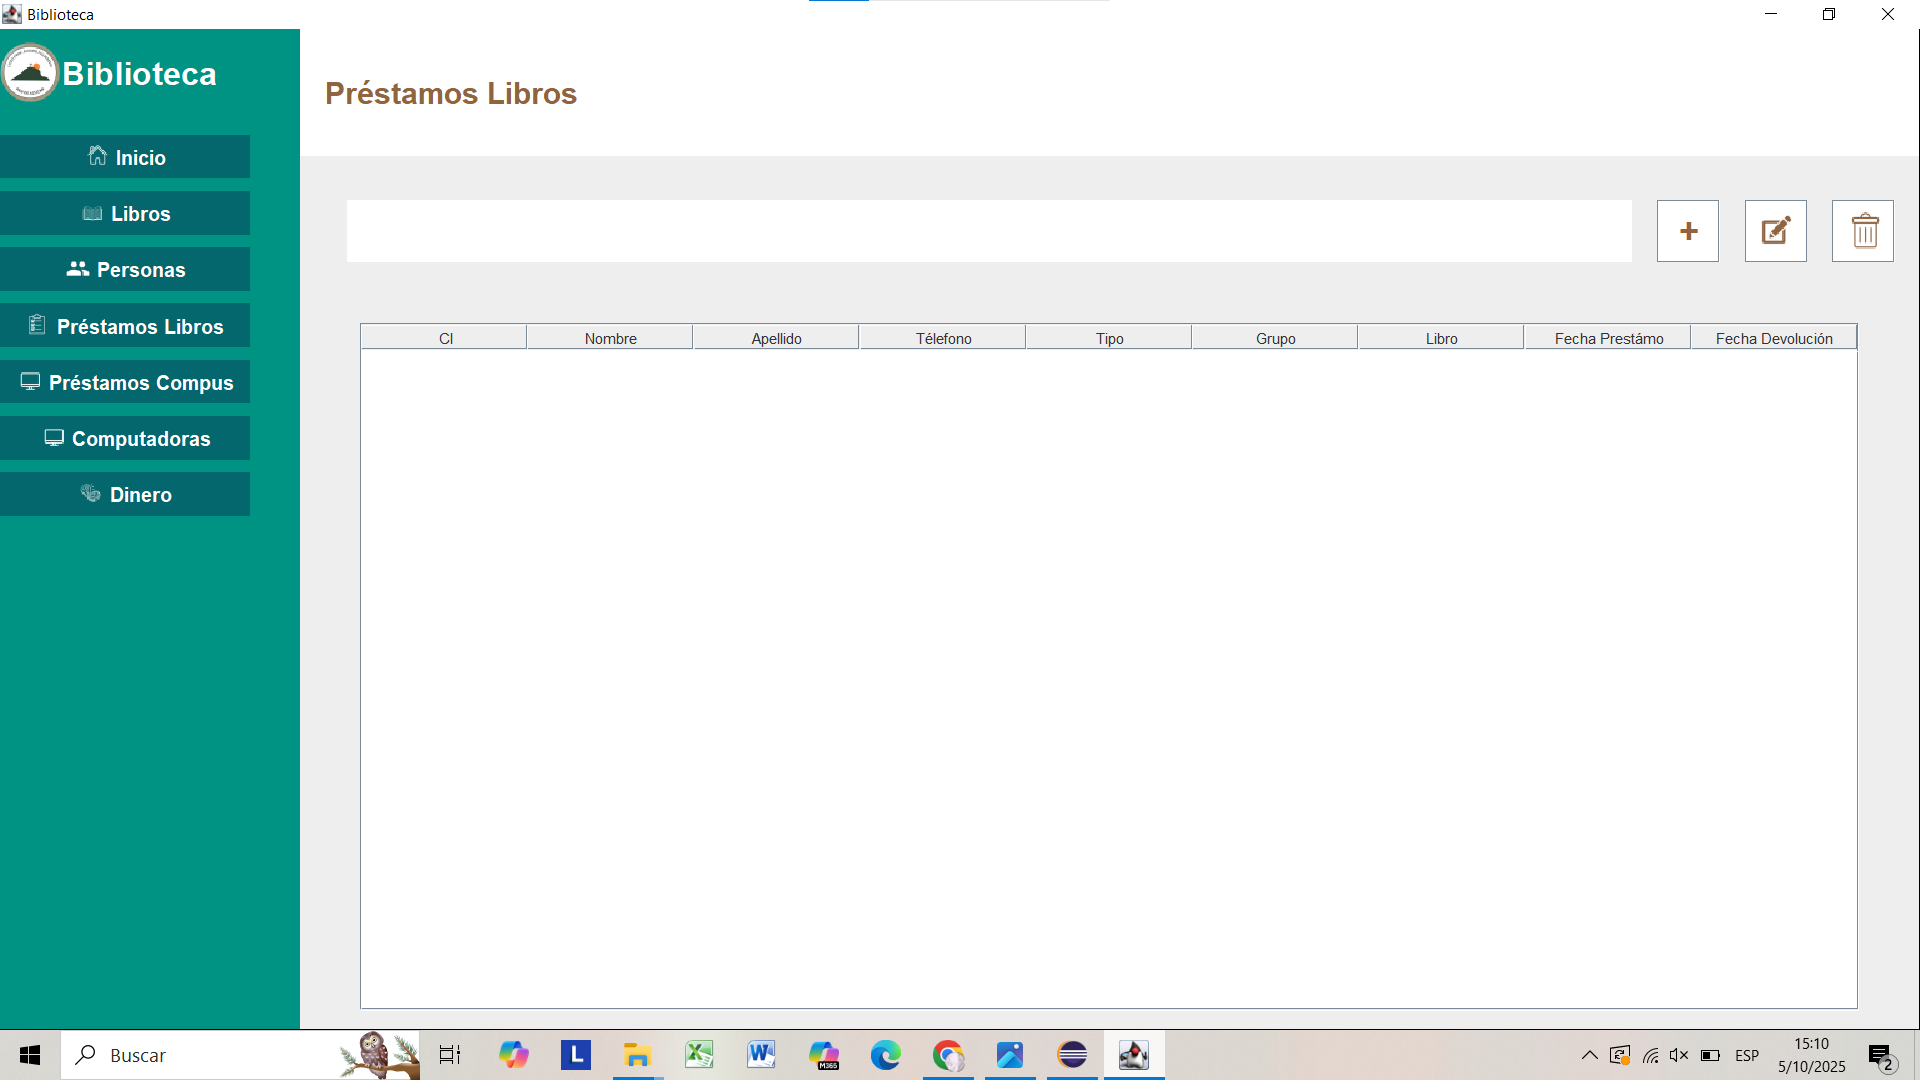 Biblioteca
Biblioteca
Préstamos Libros
Inicio
Libros
Personas
Préstamos Libros
Préstamos Compus
Computadoras
Dinero
+
CI Nombre Apellido Télefono Tipo Grupo Libro Fecha Prestámo Fecha Devolución
Buscar
L
M365
ESP
15:10
5/10/2025
2